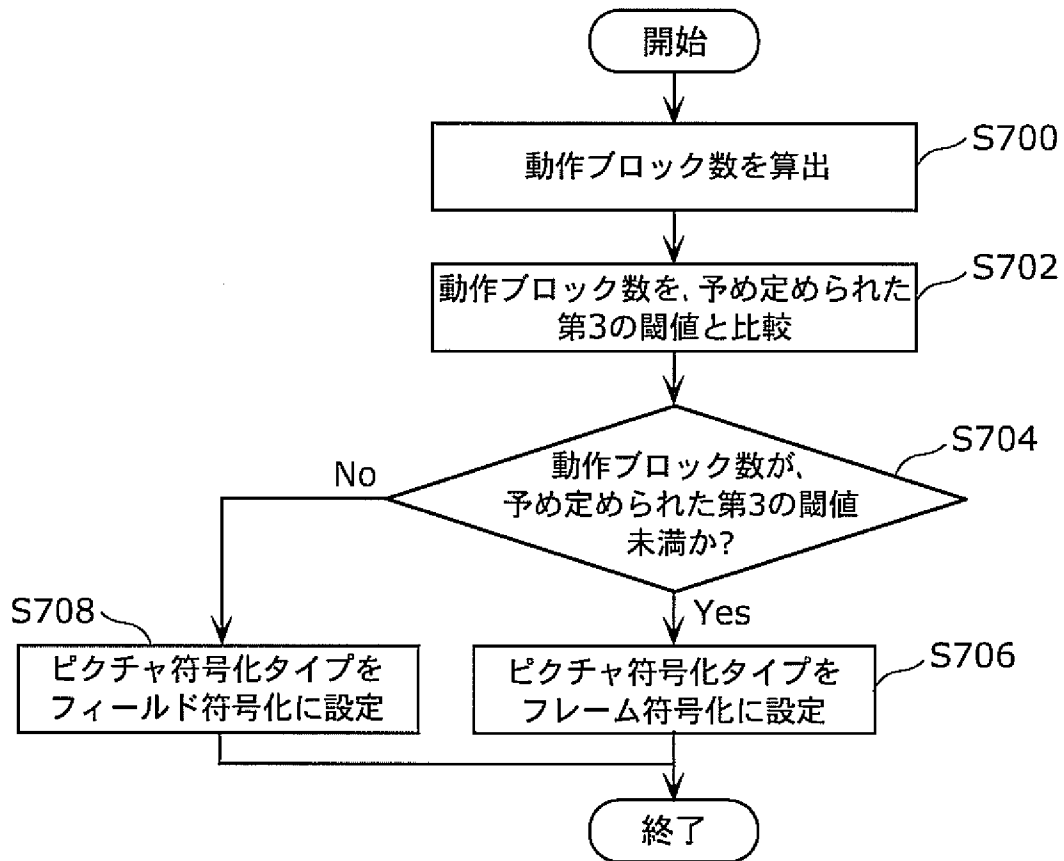 開始
動作ブロック数を算出
S700
動作ブロック数を、予め定められた
第3の閾値と比較
S702
動作ブロック数が、
予め定められた第3の閾値
未満か?
S704
No
Yes
S708
ピクチャ符号化タイプを
フィールド符号化に設定
ピクチャ符号化タイプを
フレーム符号化に設定
S706
終了